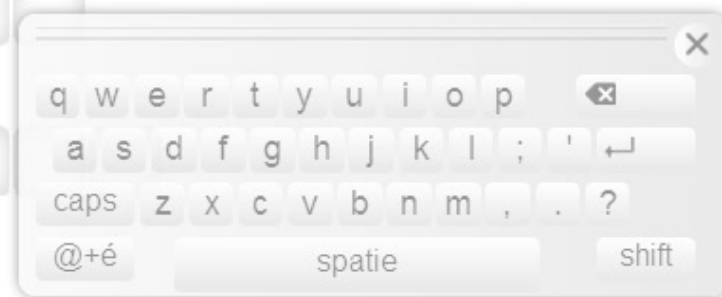 q w e r t y u i o p
a s d f g h j k l ; '
caps z x c v b n m , . ?
@+é spatie shift